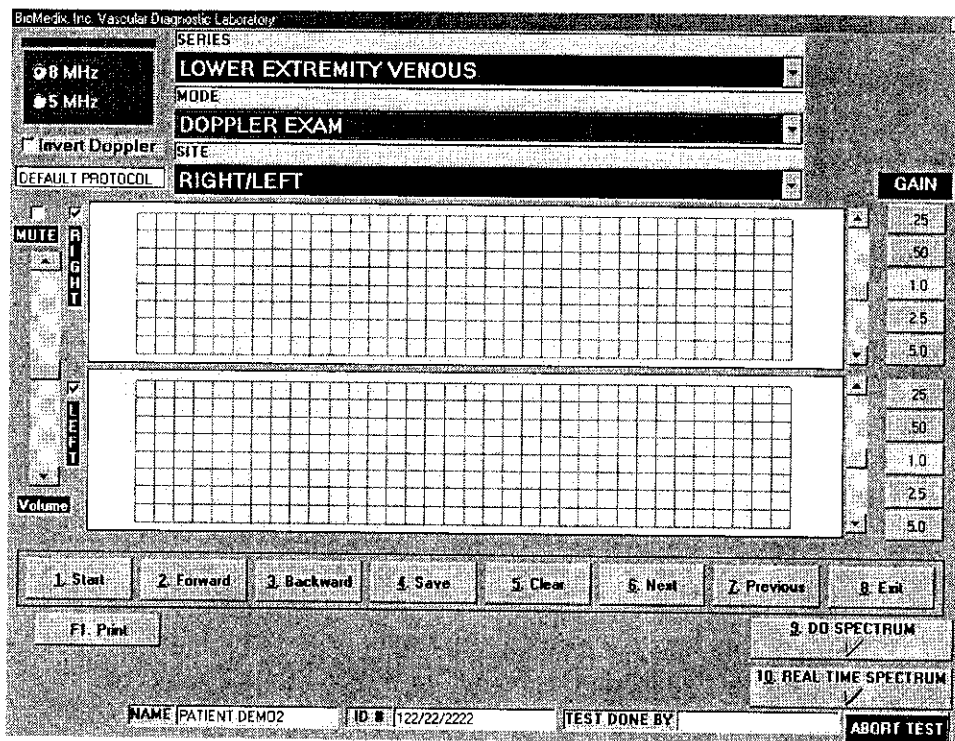 BioMedix, Inc. Vascular Diagnostic Laboratory
8 MHz
5 MHz
Invert Doppler
DEFAULT PROTOCOL
SERIES
LOWER EXTREMITY VENOUS
MODE
DOPPLER EXAM
SITE
RIGHT/LEFT
GAIN
MUTE
RIGHT
.25
.50
1.0
2.5
5.0
LEFT
.25
.50
1.0
2.5
5.0
Volume
1. Start
2. Forward
3. Backward
4. Save
5. Clear
6. Next
7. Previous
8. Exit
F1. Print
9. DO SPECTRUM
10. REAL TIME SPECTRUM
NAME PATIENT DEMO2 ID # 122/22/2222 TEST DONE BY
ABORT TEST